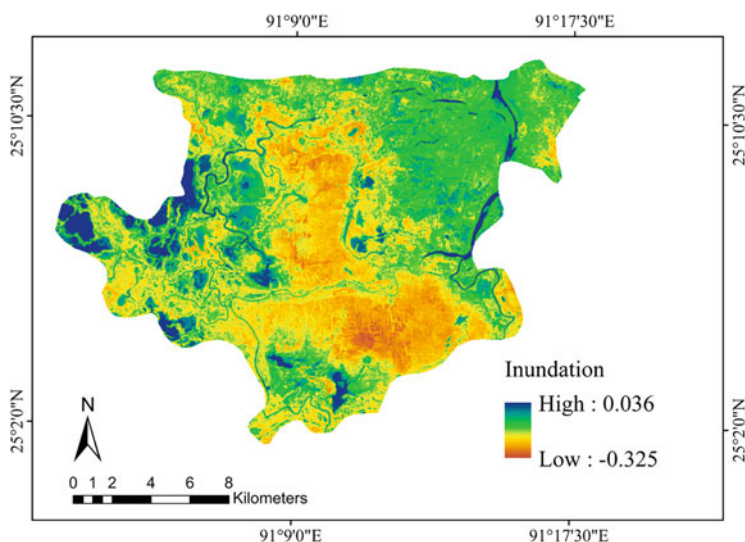 91°9'0"E 91°17'30"E
25°10'30"N 25°10'30"N
Inundation
High : 0.036
Low : -0.325
N
25°2'0"N 25°2'0"N
0 1 2 4 6 8
Kilometers
91°9'0"E 91°17'30"E